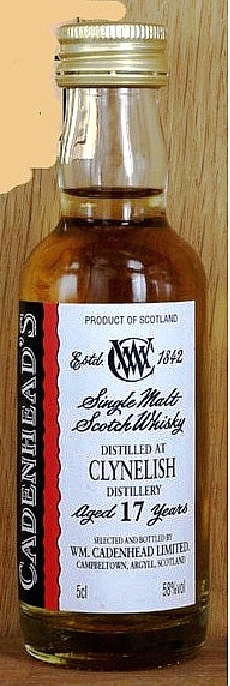 CADENHEAD'S
PRODUCT OF SCOTLAND
Estd. WC 1842
Single Malt
Scotch Whisky
DISTILLED AT
CLYNELISH
DISTILLERY
Aged 17 Years
SELECTED AND BOTTLED BY
WM. CADENHEAD LIMITED.
CAMPBELTOWN, ARGYLL, SCOTLAND
5cl 58%vol